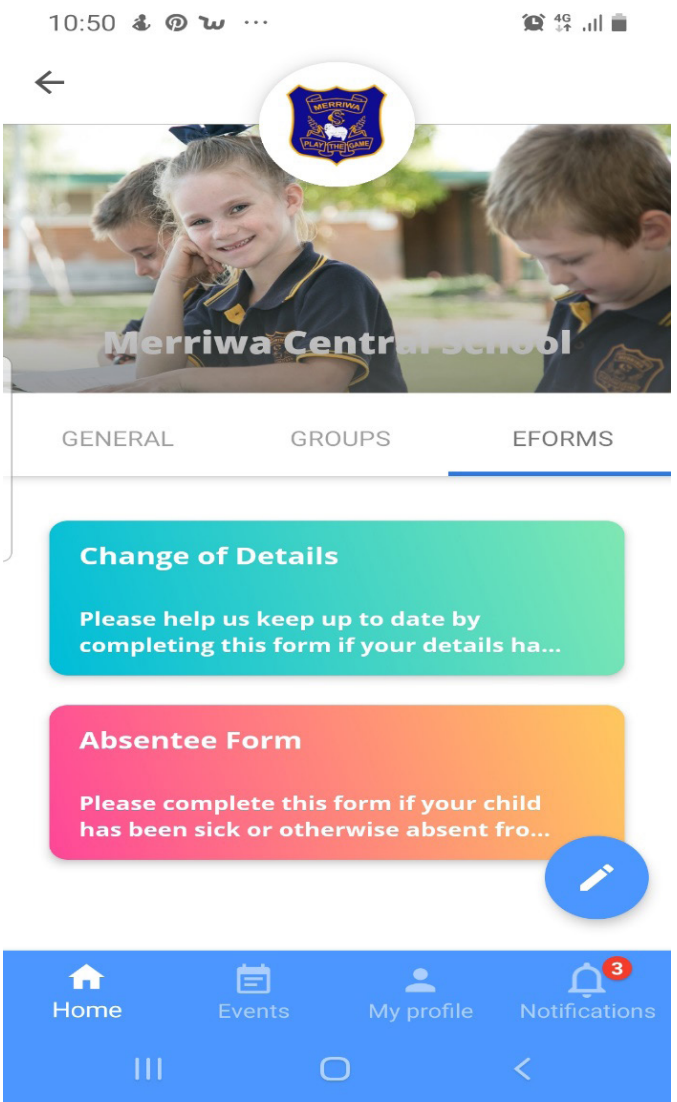 10:50
4G
MERRIWA
PLAY THE GAME
Merriwa Central School
GENERAL GROUPS EFORMS
Change of Details
Please help us keep up to date by
completing this form if your details ha...
Absentee Form
Please complete this form if your child
has been sick or otherwise absent fro...
3
Home Events My profile Notifications